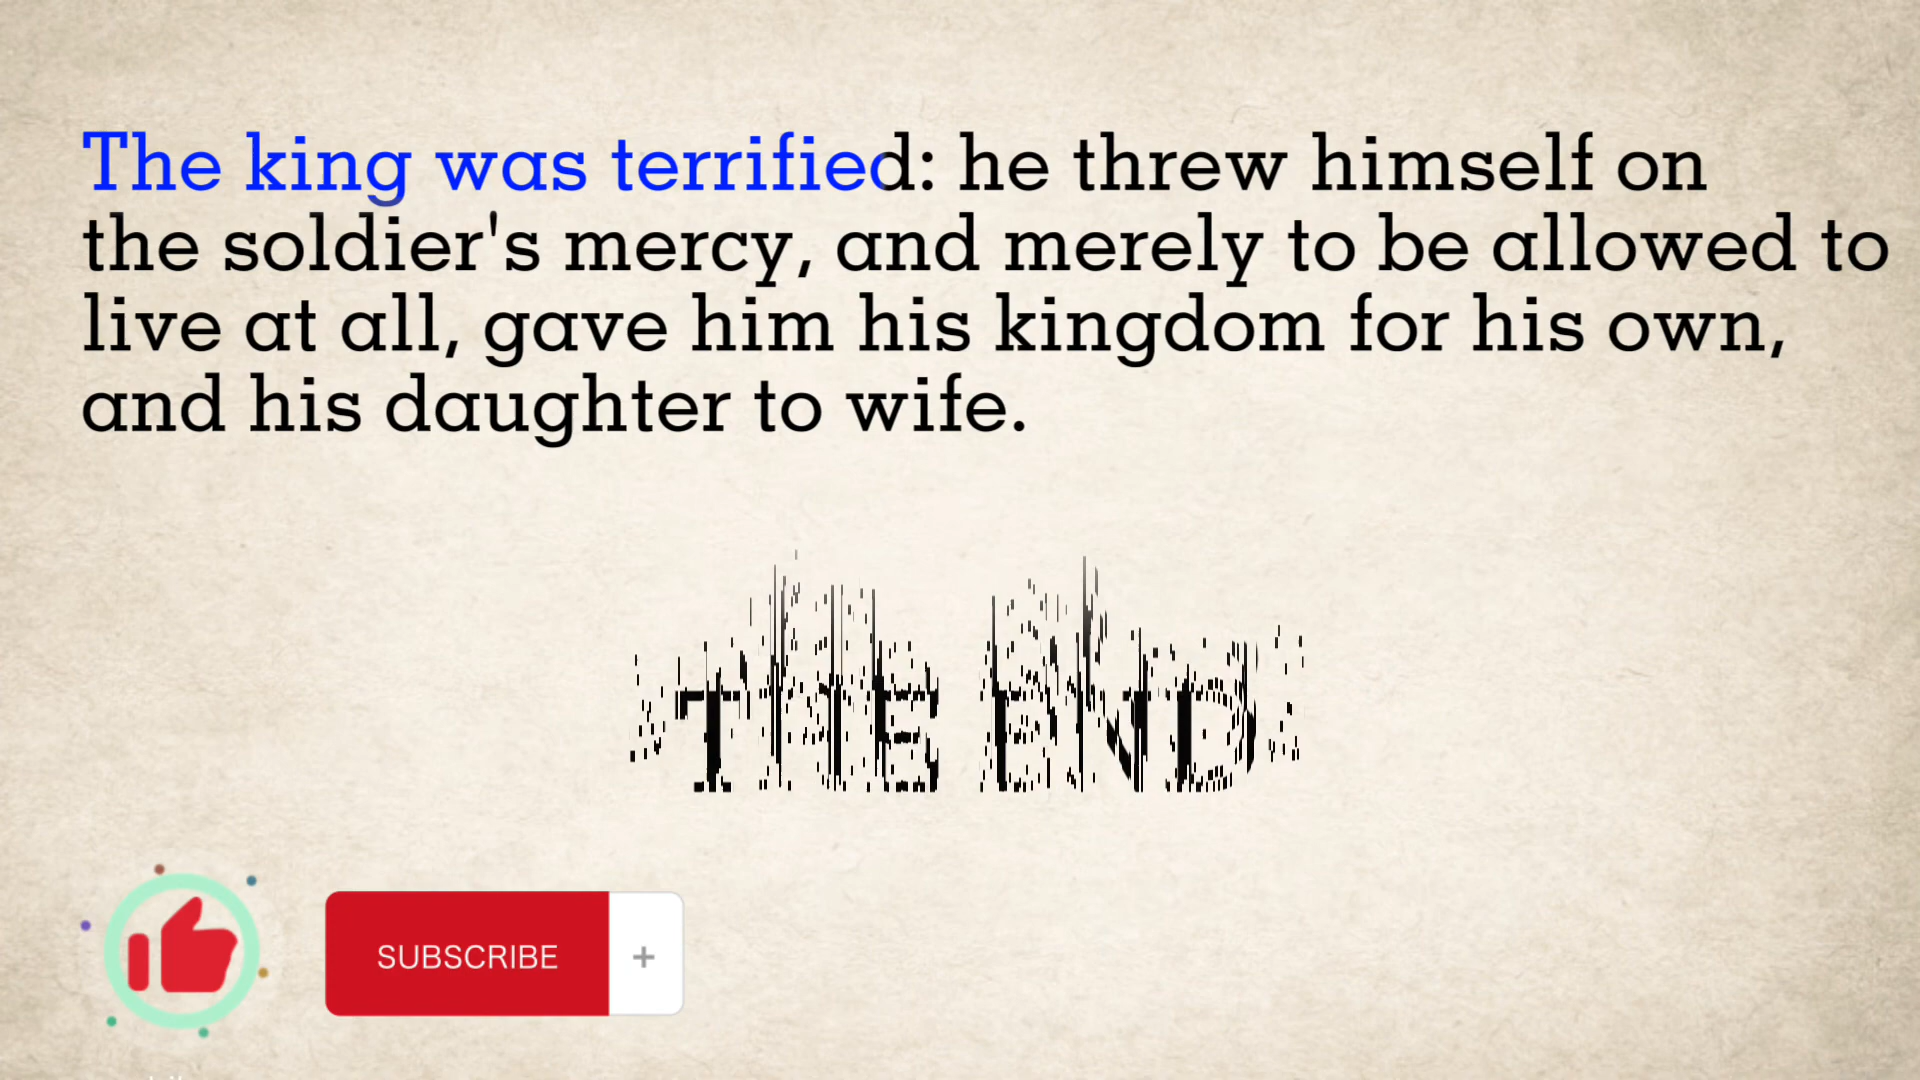 The king was terrified: he threw himself on
the soldier's mercy, and merely to be allowed to
live at all, gave him his kingdom for his own,
and his daughter to wife.
THE END
SUBSCRIBE +